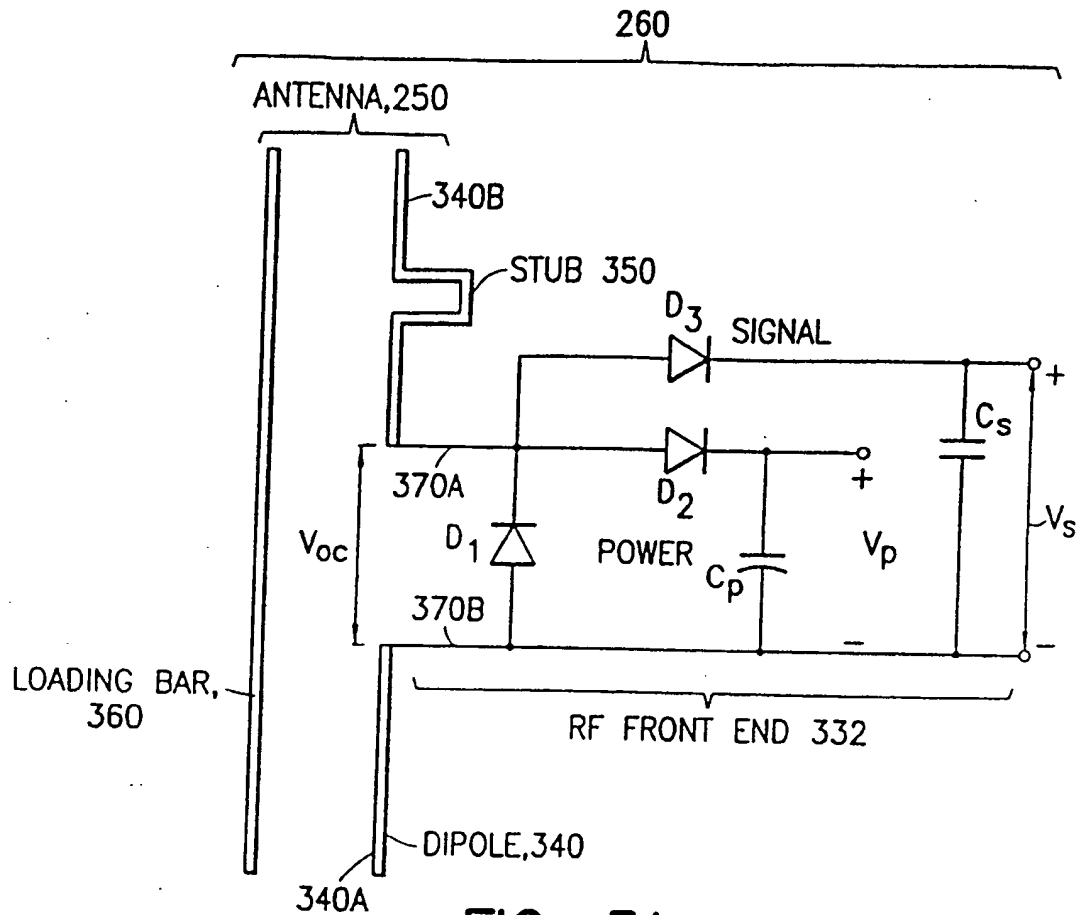 260
ANTENNA,250
340B
STUB 350
D3
SIGNAL
+
Cs
370A
D2
+
Voc
D1
POWER
Cp
Vp
Vs
370B
−
−
LOADING BAR,
360
RF FRONT END 332
DIPOLE,340
340A